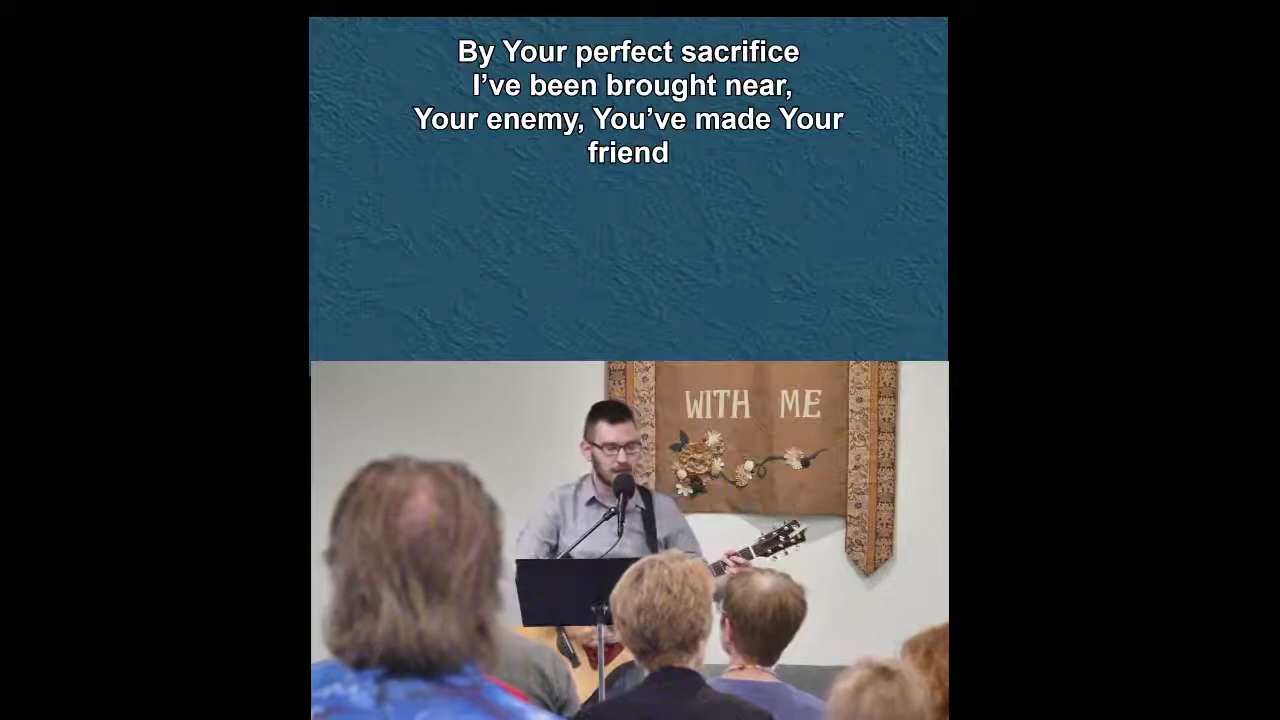 By Your perfect sacrifice
I’ve been brought near,
Your enemy, You’ve made Your
friend
WITH ME